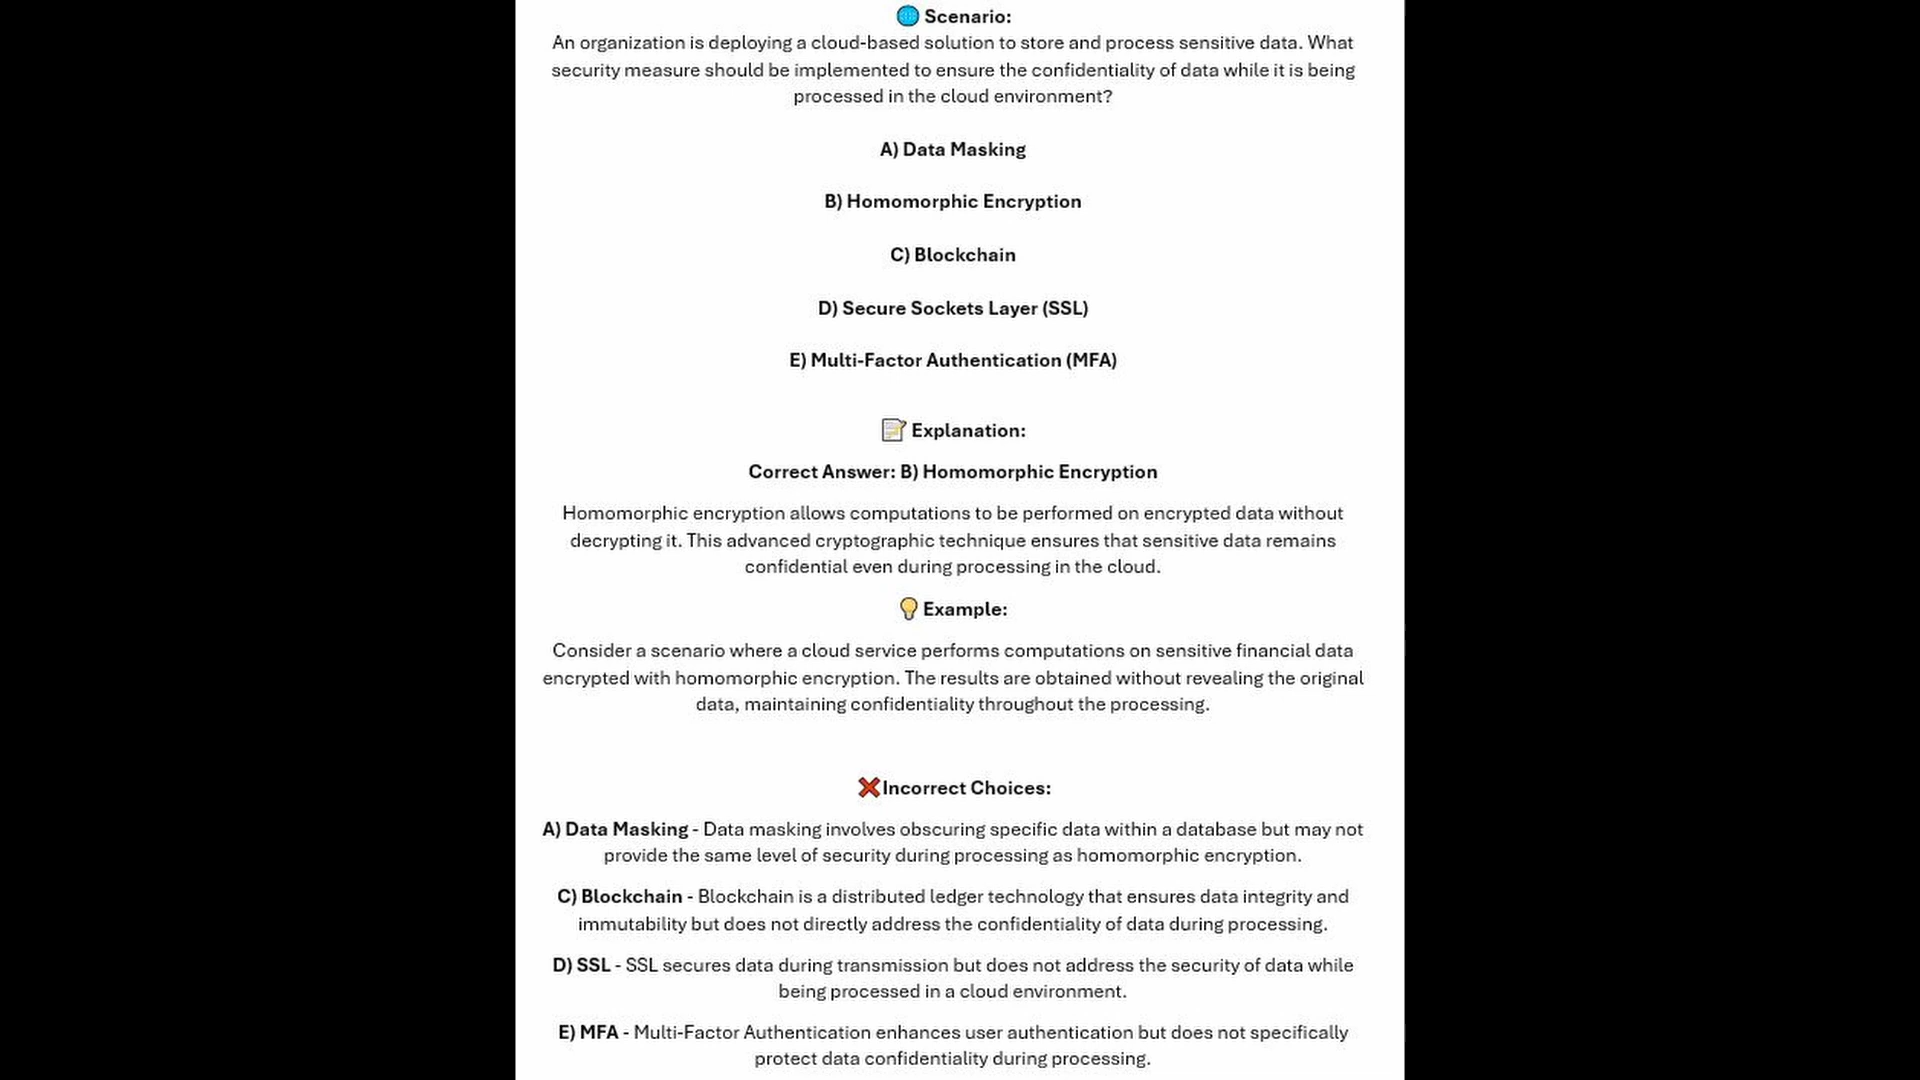 Scenario:
An organization is deploying a cloud-based solution to store and process sensitive data. What
security measure should be implemented to ensure the confidentiality of data while it is being
processed in the cloud environment?
A) Data Masking
B) Homomorphic Encryption
C) Blockchain
D) Secure Sockets Layer (SSL)
E) Multi-Factor Authentication (MFA)
Explanation:
Correct Answer: B) Homomorphic Encryption
Homomorphic encryption allows computations to be performed on encrypted data without
decrypting it. This advanced cryptographic technique ensures that sensitive data remains
confidential even during processing in the cloud.
Example:
Consider a scenario where a cloud service performs computations on sensitive financial data
encrypted with homomorphic encryption. The results are obtained without revealing the original
data, maintaining confidentiality throughout the processing.
Incorrect Choices:
A) Data Masking - Data masking involves obscuring specific data within a database but may not
provide the same level of security during processing as homomorphic encryption.
C) Blockchain - Blockchain is a distributed ledger technology that ensures data integrity and
immutability but does not directly address the confidentiality of data during processing.
D) SSL - SSL secures data during transmission but does not address the security of data while
being processed in a cloud environment.
E) MFA - Multi-Factor Authentication enhances user authentication but does not specifically
protect data confidentiality during processing.